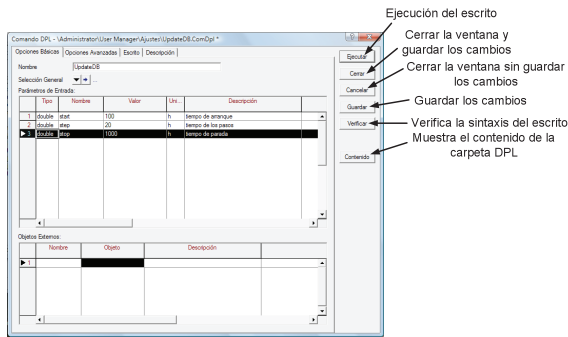 Comando DPL - \Administrator\User Manager\Ajustes\UpdateDB.ComDpl *
Opciones Básicas Opciones Avanzadas Escrito Descripción
Nombre UpdateDB
Selección General ...
Parámetros de Entrada:
Tipo Nombre Valor Uni... Descripción
1 double start 100 h tiempo de arranque
2 double step 20 h tiempo de los pasos
3 double stop 1000 h tiempo de parada
Objetos Externos:
Nombre Objeto Descripción
1
Ejecutar
Cerrar
Cancelar
Guardar
Verificar
Contenido
Ejecución del escrito
Cerrar la ventana y
guardar los cambios
Cerrar la ventana sin guardar
los cambios
Guardar los cambios
Verifica la sintaxis del escrito
Muestra el contenido de la
carpeta DPL